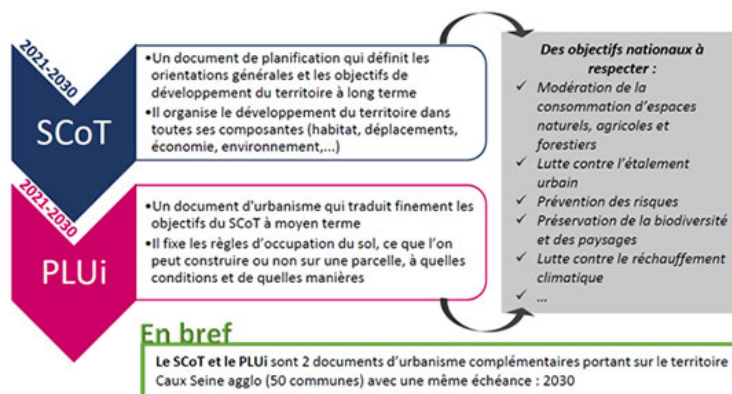 2021-2030
SCoT
•Un document de planification qui définit les
orientations générales et les objectifs de
développement du territoire à long terme
•Il organise le développement du territoire dans
toutes ses composantes (habitat, déplacements,
économie, environnement,...)
2021-2030
PLUi
•Un document d'urbanisme qui traduit finement les
objectifs du SCoT à moyen terme
•Il fixe les règles d'occupation du sol, ce que l'on
peut construire ou non sur une parcelle, à quelles
conditions et de quelles manières
Des objectifs nationaux à
respecter :
✓ Modération de la
consommation d'espaces
naturels, agricoles et
forestiers
✓ Lutte contre l'étalement
urbain
✓ Prévention des risques
✓ Préservation de la biodiversité
et des paysages
✓ Lutte contre le réchauffement
climatique
✓ ...
En bref
Le SCoT et le PLUi sont 2 documents d'urbanisme complémentaires portant sur le territoire
Caux Seine agglo (50 communes) avec une même échéance : 2030